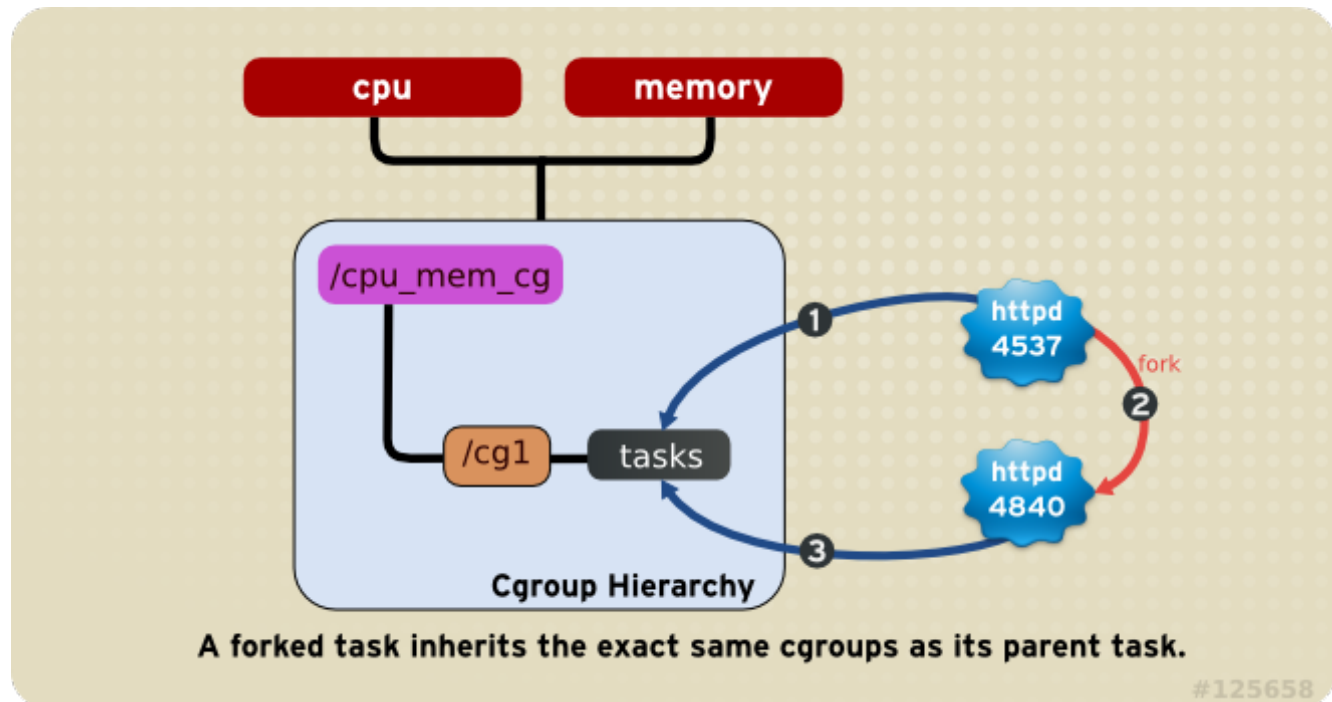 cpu
memory
/cpu_mem_cg
1
httpd
4537
fork
2
/cg1
tasks
httpd
4840
3
Cgroup Hierarchy
A forked task inherits the exact same cgroups as its parent task.
#125658